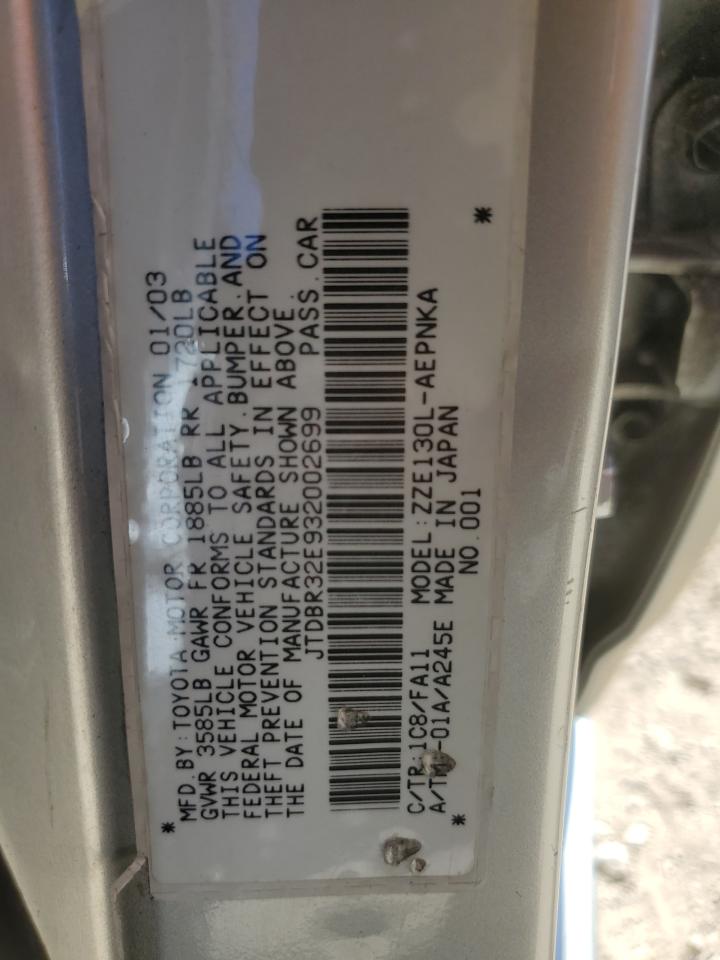 *
MFD.BY:TOYOTA MOTOR CORPORATION 01/03
GVWR 3585LB GAWR FR 1885LB RR 1720LB
THIS VEHICLE CONFORMS TO ALL APPLICABLE
FEDERAL MOTOR VEHICLE SAFETY.BUMPER.AND
THEFT PREVENTION STANDARDS IN EFFECT ON
THE DATE OF MANUFACTURE SHOWN ABOVE.
JTDBR32E932002699 PASS.CAR
C/TR:1C8/FA11 MODEL:ZZE130L-AEPNKA
-01A/A245E MADE IN JAPAN
* NO.001 *